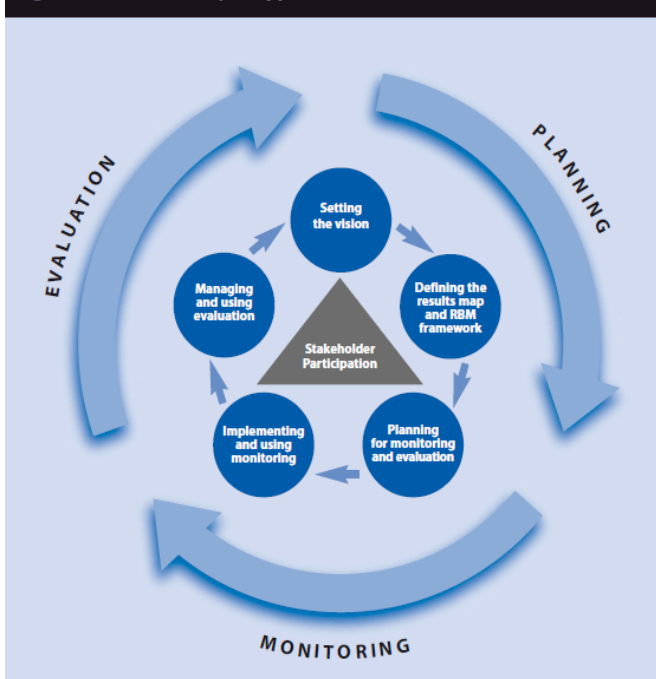 PLANNING
EVALUATION
Setting
the vision
Managing
and using
evaluation
Defining the
results map
and RBM
framework
Stakeholder
Participation
Implementing
and using
monitoring
Planning
for monitoring
and evaluation
MONITORING